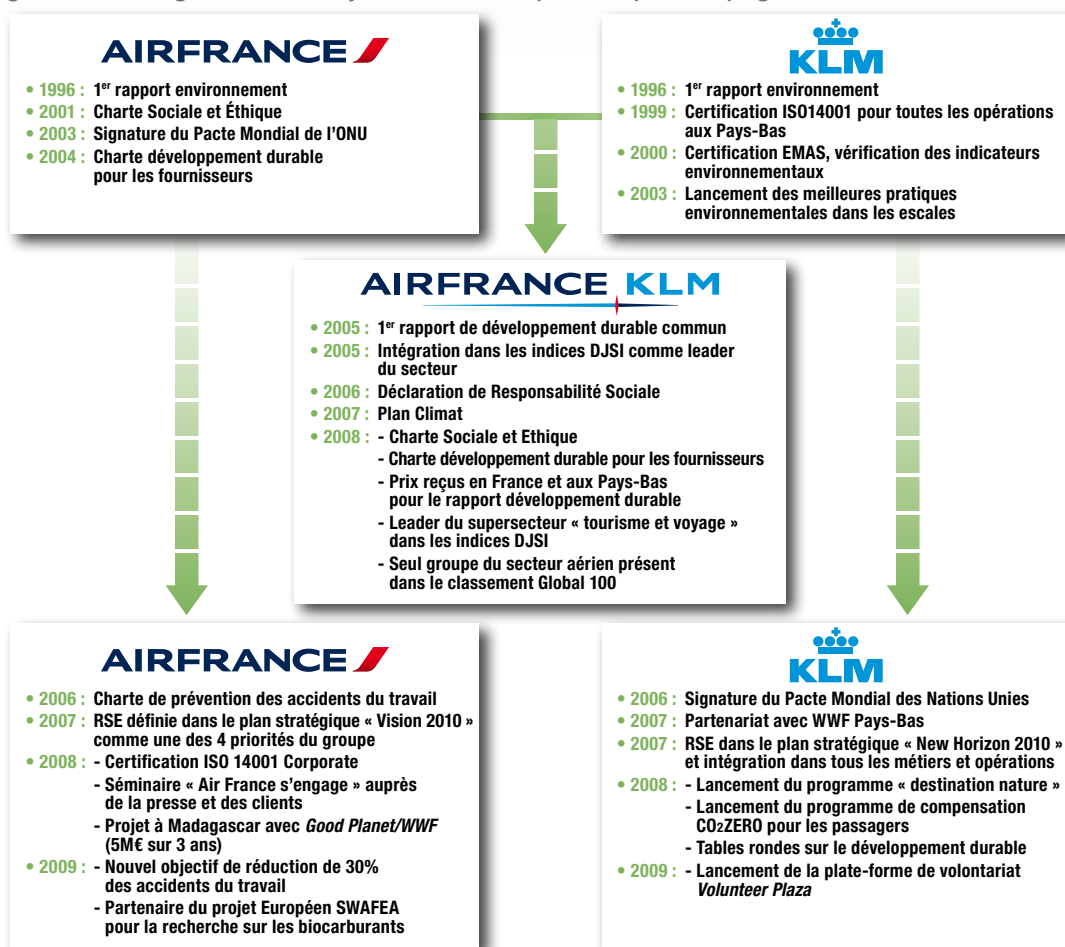 AIRFRANCE
• 1996 : 1er rapport environnement
• 2001 : Charte Sociale et Éthique
• 2003 : Signature du Pacte Mondial de l'ONU
• 2004 : Charte développement durable
pour les fournisseurs
KLM
• 1996 : 1er rapport environnement
• 1999 : Certification ISO14001 pour toutes les opérations
aux Pays-Bas
• 2000 : Certification EMAS, vérification des indicateurs
environnementaux
• 2003 : Lancement des meilleures pratiques
environnementales dans les escales
AIRFRANCE KLM
• 2005 : 1er rapport de développement durable commun
• 2005 : Intégration dans les indices DJSI comme leader
du secteur
• 2006 : Déclaration de Responsabilité Sociale
• 2007 : Plan Climat
• 2008 : - Charte Sociale et Ethique
- Charte développement durable pour les fournisseurs
- Prix reçus en France et aux Pays-Bas
pour le rapport développement durable
- Leader du supersecteur « tourisme et voyage »
dans les indices DJSI
- Seul groupe du secteur aérien présent
dans le classement Global 100
AIRFRANCE
• 2006 : Charte de prévention des accidents du travail
• 2007 : RSE définie dans le plan stratégique « Vision 2010 »
comme une des 4 priorités du groupe
• 2008 : - Certification ISO 14001 Corporate
- Séminaire « Air France s'engage » auprès
de la presse et des clients
- Projet à Madagascar avec Good Planet/WWF
(5M€ sur 3 ans)
• 2009 : - Nouvel objectif de réduction de 30%
des accidents du travail
- Partenaire du projet Européen SWAFEA
pour la recherche sur les biocarburants
KLM
• 2006 : Signature du Pacte Mondial des Nations Unies
• 2007 : Partenariat avec WWF Pays-Bas
• 2007 : RSE dans le plan stratégique « New Horizon 2010 »
et intégration dans tous les métiers et opérations
• 2008 : - Lancement du programme « destination nature »
- Lancement du programme de compensation
CO2ZERO pour les passagers
- Tables rondes sur le développement durable
• 2009 : - Lancement de la plate-forme de volontariat
Volunteer Plaza